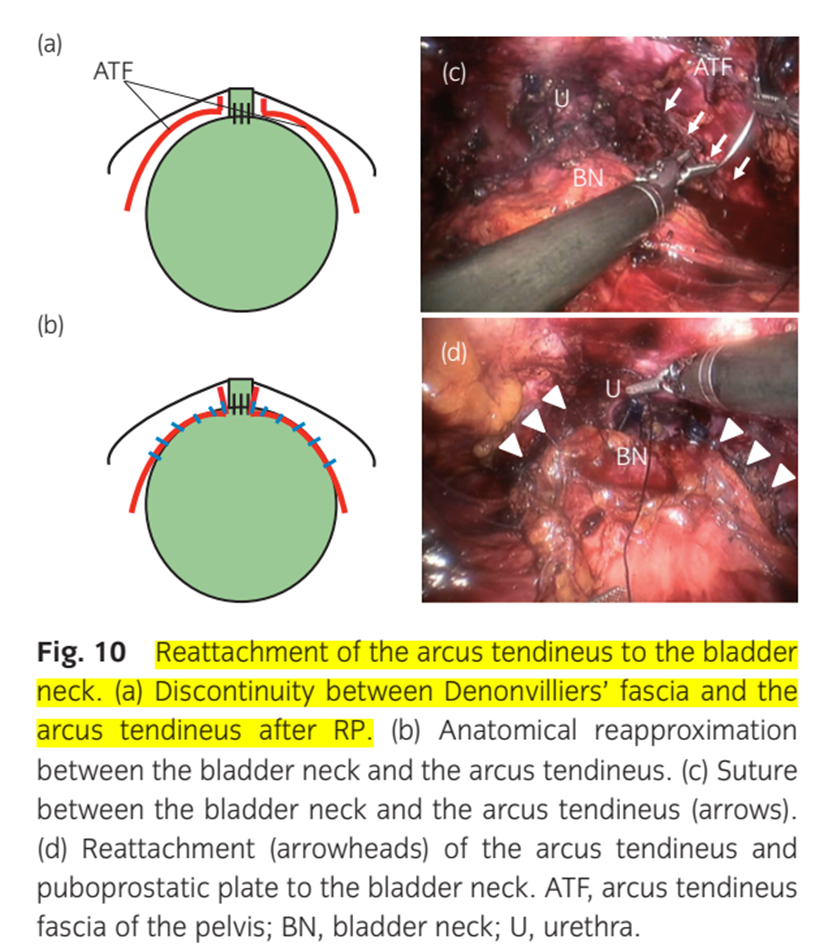 (a)
ATF
(b)
(c)
ATF
U
BN
(d)
U
BN
Fig. 10 Reattachment of the arcus tendineus to the bladder
neck. (a) Discontinuity between Denonvilliers’ fascia and the
arcus tendineus after RP. (b) Anatomical reapproximation
between the bladder neck and the arcus tendineus. (c) Suture
between the bladder neck and the arcus tendineus (arrows).
(d) Reattachment (arrowheads) of the arcus tendineus and
puboprostatic plate to the bladder neck. ATF, arcus tendineus
fascia of the pelvis; BN, bladder neck; U, urethra.